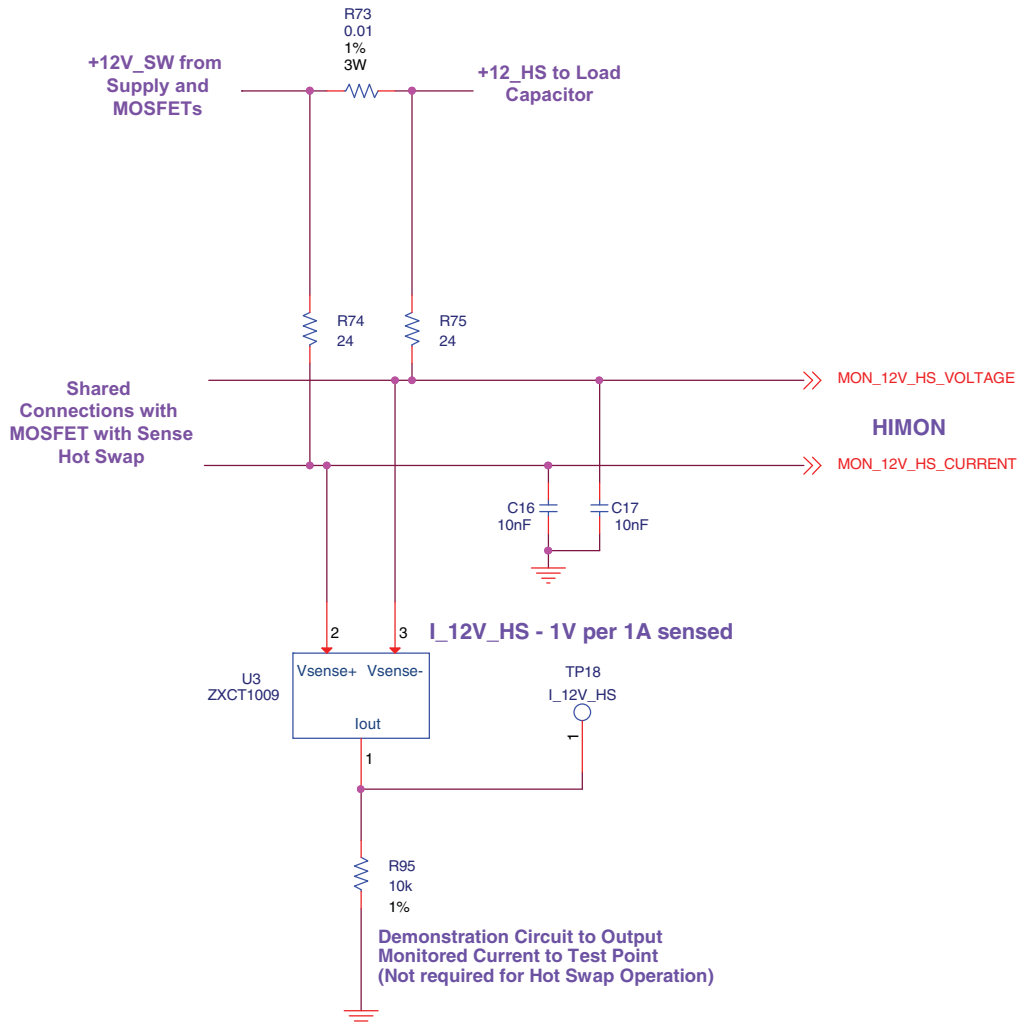 R73
0.01
1%
3W
+12V_SW from
Supply and
MOSFETs
+12_HS to Load
Capacitor
R74
24
R75
24
Shared
Connections with
MOSFET with Sense
Hot Swap
MON_12V_HS_VOLTAGE
HIMON
MON_12V_HS_CURRENT
C16
10nF
C17
10nF
2
3
I_12V_HS - 1V per 1A sensed
U3
ZXCT1009
Vsense+
Vsense-
Iout
TP18
I_12V_HS
1
1
R95
10k
1%
Demonstration Circuit to Output
Monitored Current to Test Point
(Not required for Hot Swap Operation)